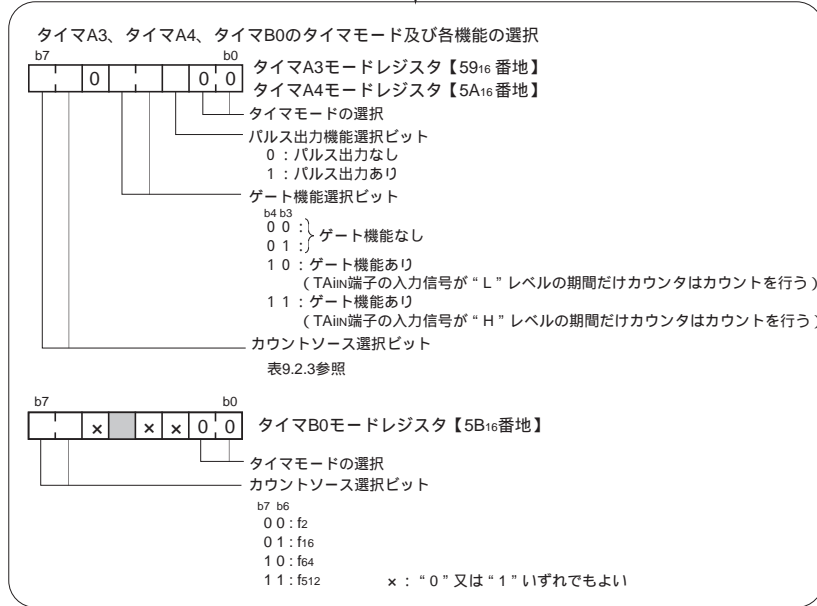 タイマA3、タイマA4、タイマB0のタイマモード及び各機能の選択
b7 b0
0 0 0
タイマA3モードレジスタ【5916 番地】
タイマA4モードレジスタ【5A16 番地】
タイマモードの選択
パルス出力機能選択ビット
0 : パルス出力なし
1 : パルス出力あり
ゲート機能選択ビット
b4 b3
0 0 :
0 1 :
ゲート機能なし
1 0 : ゲート機能あり
( TAiIN端子の入力信号が “ L ” レベルの期間だけカウンタはカウントを行う )
1 1 : ゲート機能あり
( TAiIN端子の入力信号が “ H ” レベルの期間だけカウンタはカウントを行う )
カウントソース選択ビット
表9.2.3参照
b7 b0
× × × 0 0
タイマB0モードレジスタ【5B16番地】
タイマモードの選択
カウントソース選択ビット
b7 b6
0 0 : f2
0 1 : f16
1 0 : f64
1 1 : f512
× : “ 0 ” 又は “ 1 ” いずれでもよい